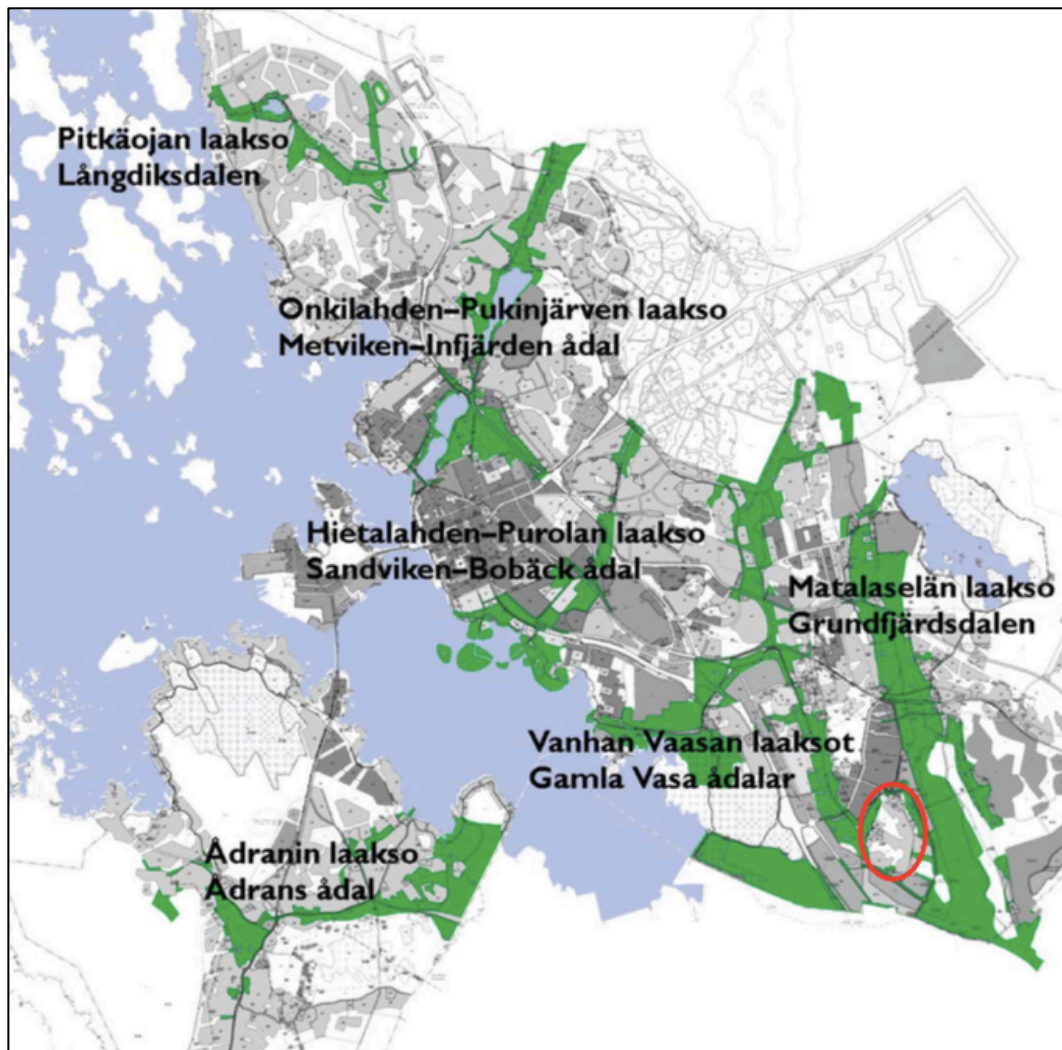 Pitkäojan laakso
Långdiksdalen
Onkilahden–Pukinjärven laakso
Metviken–Infjärden ådal
Hietalahden–Purolan laakso
Sandviken–Bobäck ådal
Matalaselän laakso
Grundfjärdsdalen
Vanhan Vaasan laaksot
Gamla Vasa ådalar
Ådranin laakso
Ådrans ådal